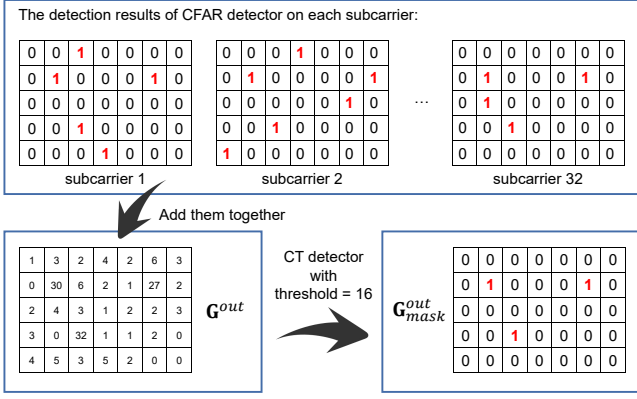 The detection results of CFAR detector on each subcarrier:
0 0 1 0 0 0 0
0 1 0 0 0 1 0
0 0 0 0 0 0 0
0 0 1 0 0 0 0
0 0 0 1 0 0 0
subcarrier 1
0 0 0 1 0 0 0
0 1 0 0 0 0 1
0 0 0 0 0 1 0
0 0 1 0 0 0 0
1 0 0 0 0 0 0
subcarrier 2
...
0 0 0 0 0 0 0
0 1 0 0 0 1 0
0 1 0 0 0 0 0
0 0 1 0 0 0 0
0 0 0 0 0 0 0
subcarrier 32
Add them together
1 3 2 4 2 6 3
0 30 6 2 1 27 2
2 4 3 1 2 2 3
3 0 32 1 1 2 0
4 5 3 5 2 0 0
G^{out}
CT detector
with
threshold = 16
G^{out}_{mask}
0 0 0 0 0 0 0
0 1 0 0 0 1 0
0 0 0 0 0 0 0
0 0 1 0 0 0 0
0 0 0 0 0 0 0